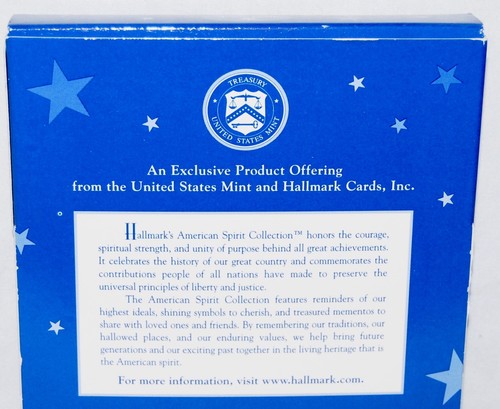 TREASURY
UNITED STATES MINT
An Exclusive Product Offering
from the United States Mint and Hallmark Cards, Inc.
Hallmark's American Spirit Collection™ honors the courage,
spiritual strength, and unity of purpose behind all great achievements.
It celebrates the history of our great country and commemorates the
contributions people of all nations have made to preserve the
universal principles of liberty and justice.
The American Spirit Collection features reminders of our
highest ideals, shining symbols to cherish, and treasured mementos to
share with loved ones and friends. By remembering our traditions, our
hallowed places, and our enduring values, we help bring future
generations and our exciting past together in the living heritage that is
the American spirit.
For more information, visit www.hallmark.com.